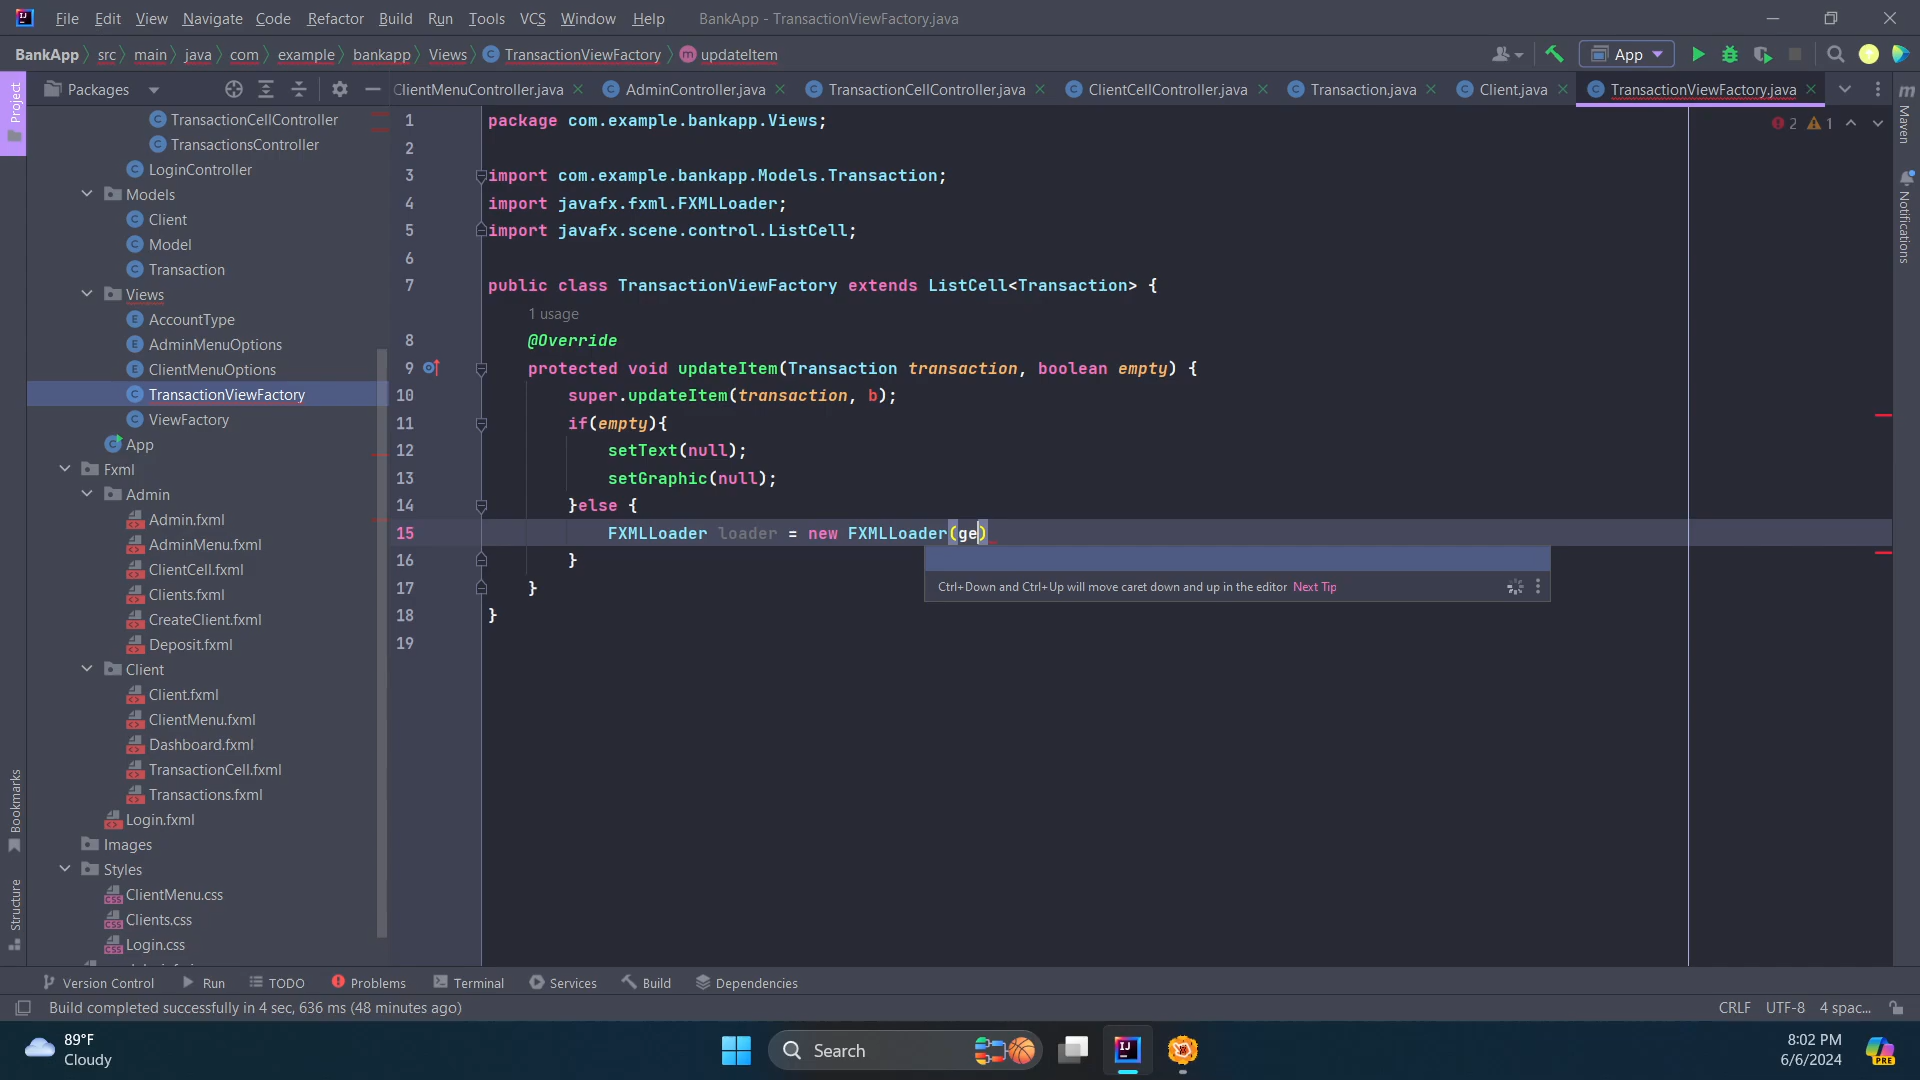 File Edit View Navigate Code Refactor Build Run Tools VCS Window Help BankApp - TransactionViewFactory.java
BankApp src main java com example bankapp Views TransactionViewFactory updateItem App
Project
Packages
ClientMenuController.java AdminController.java TransactionCellController.java ClientCellController.java Transaction.java Client.java TransactionViewFactory.java
TransactionCellController
TransactionsController
LoginController
Models
Client
Model
Transaction
Views
AccountType
AdminMenuOptions
ClientMenuOptions
TransactionViewFactory
ViewFactory
App
Fxml
Admin
Admin.fxml
AdminMenu.fxml
ClientCell.fxml
Clients.fxml
CreateClient.fxml
Deposit.fxml
Client
Client.fxml
ClientMenu.fxml
Dashboard.fxml
TransactionCell.fxml
Transactions.fxml
Login.fxml
Images
Styles
ClientMenu.css
Clients.css
Login.css
Bookmarks
Structure
1 package com.example.bankapp.Views;
2
3 import com.example.bankapp.Models.Transaction;
4 import javafx.fxml.FXMLLoader;
5 import javafx.scene.control.ListCell;
6
7 public class TransactionViewFactory extends ListCell<Transaction> {
1 usage
8 @Override
9 protected void updateItem(Transaction transaction, boolean empty) {
10 super.updateItem(transaction, b);
11 if(empty){
12 setText(null);
13 setGraphic(null);
14 }else {
15 FXMLLoader loader = new FXMLLoader(ge)
16 }
17 }
18 }
19
Ctrl+Down and Ctrl+Up will move caret down and up in the editor Next Tip
2 1
Maven
Notifications
Version Control Run TODO Problems Terminal Services Build Dependencies
Build completed successfully in 4 sec, 636 ms (48 minutes ago)
CRLF UTF-8 4 spac...
89°F
Cloudy
Search
8:02 PM
6/6/2024
PRE